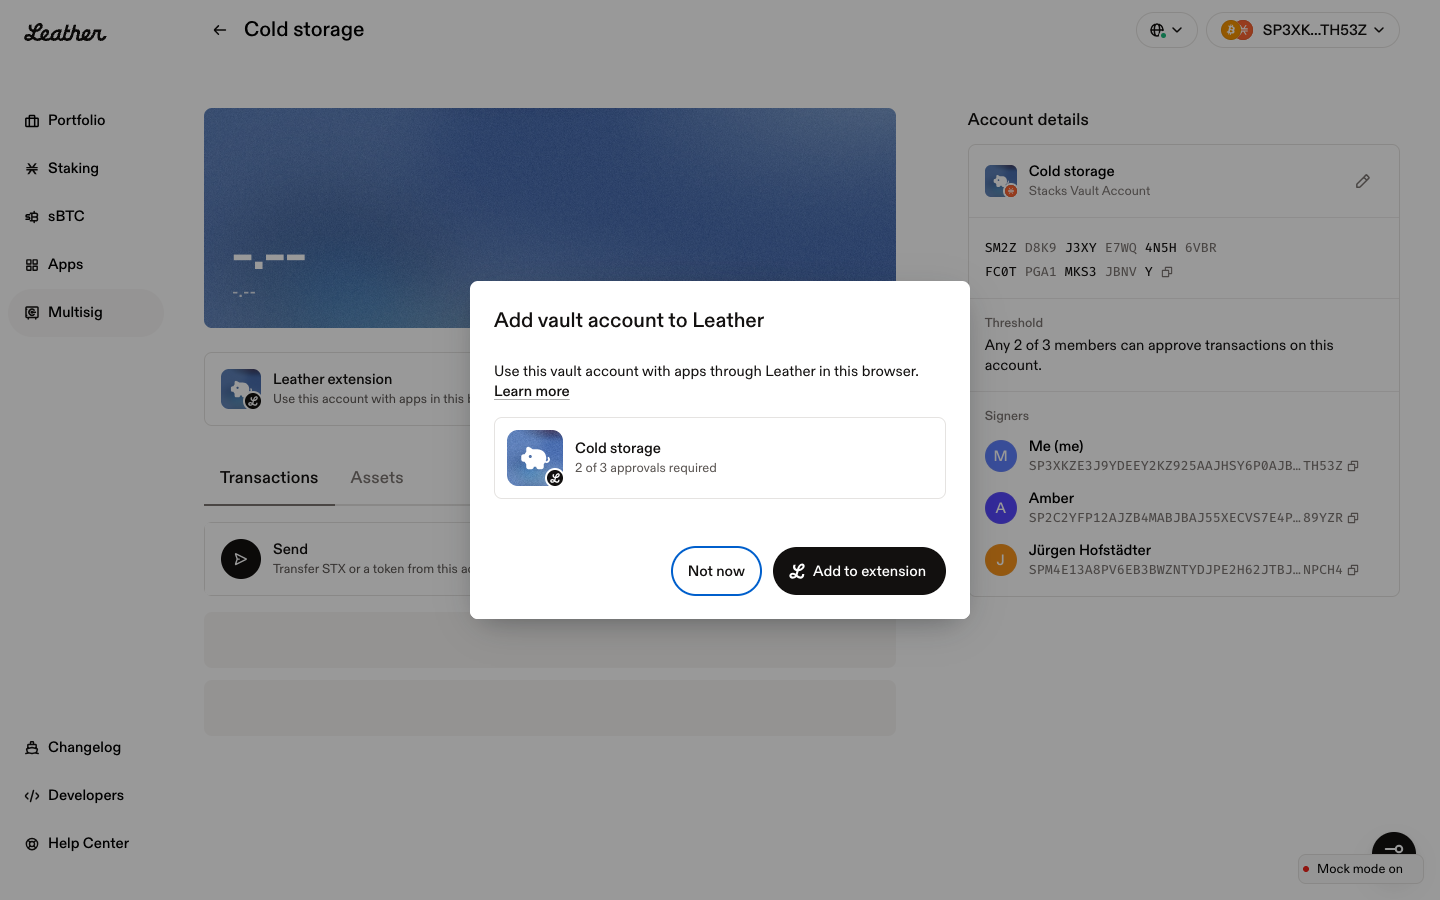 Leather
Cold storage
SP3XK...TH53Z
Portfolio
Staking
sBTC
Apps
Multisig
Changelog
Developers
Help Center
-.--
-.--
Leather extension
Use this account with apps in this
Transactions
Assets
Send
Transfer STX or a token from this
Account details
Cold storage
Stacks Vault Account
SM2Z D8K9 J3XY E7WQ 4N5H 6VBR
FC0T PGA1 MKS3 JBNV Y
Threshold
Any 2 of 3 members can approve transactions on this
account.
Signers
M
Me (me)
SP3XKZE3J9YDEEY2KZ925AAJHSY6P0AJB…TH53Z
A
Amber
SP2C2YFP12AJZB4MABJBAJ55XECVS7E4P…89YZR
J
Jürgen Hofstädter
SPM4E13A8PV6EB3BWZNTYDJPE2H62JTBJ…NPCH4
Add vault account to Leather
Use this vault account with apps through Leather in this browser.
Learn more
Cold storage
2 of 3 approvals required
Not now
Add to extension
Mock mode on